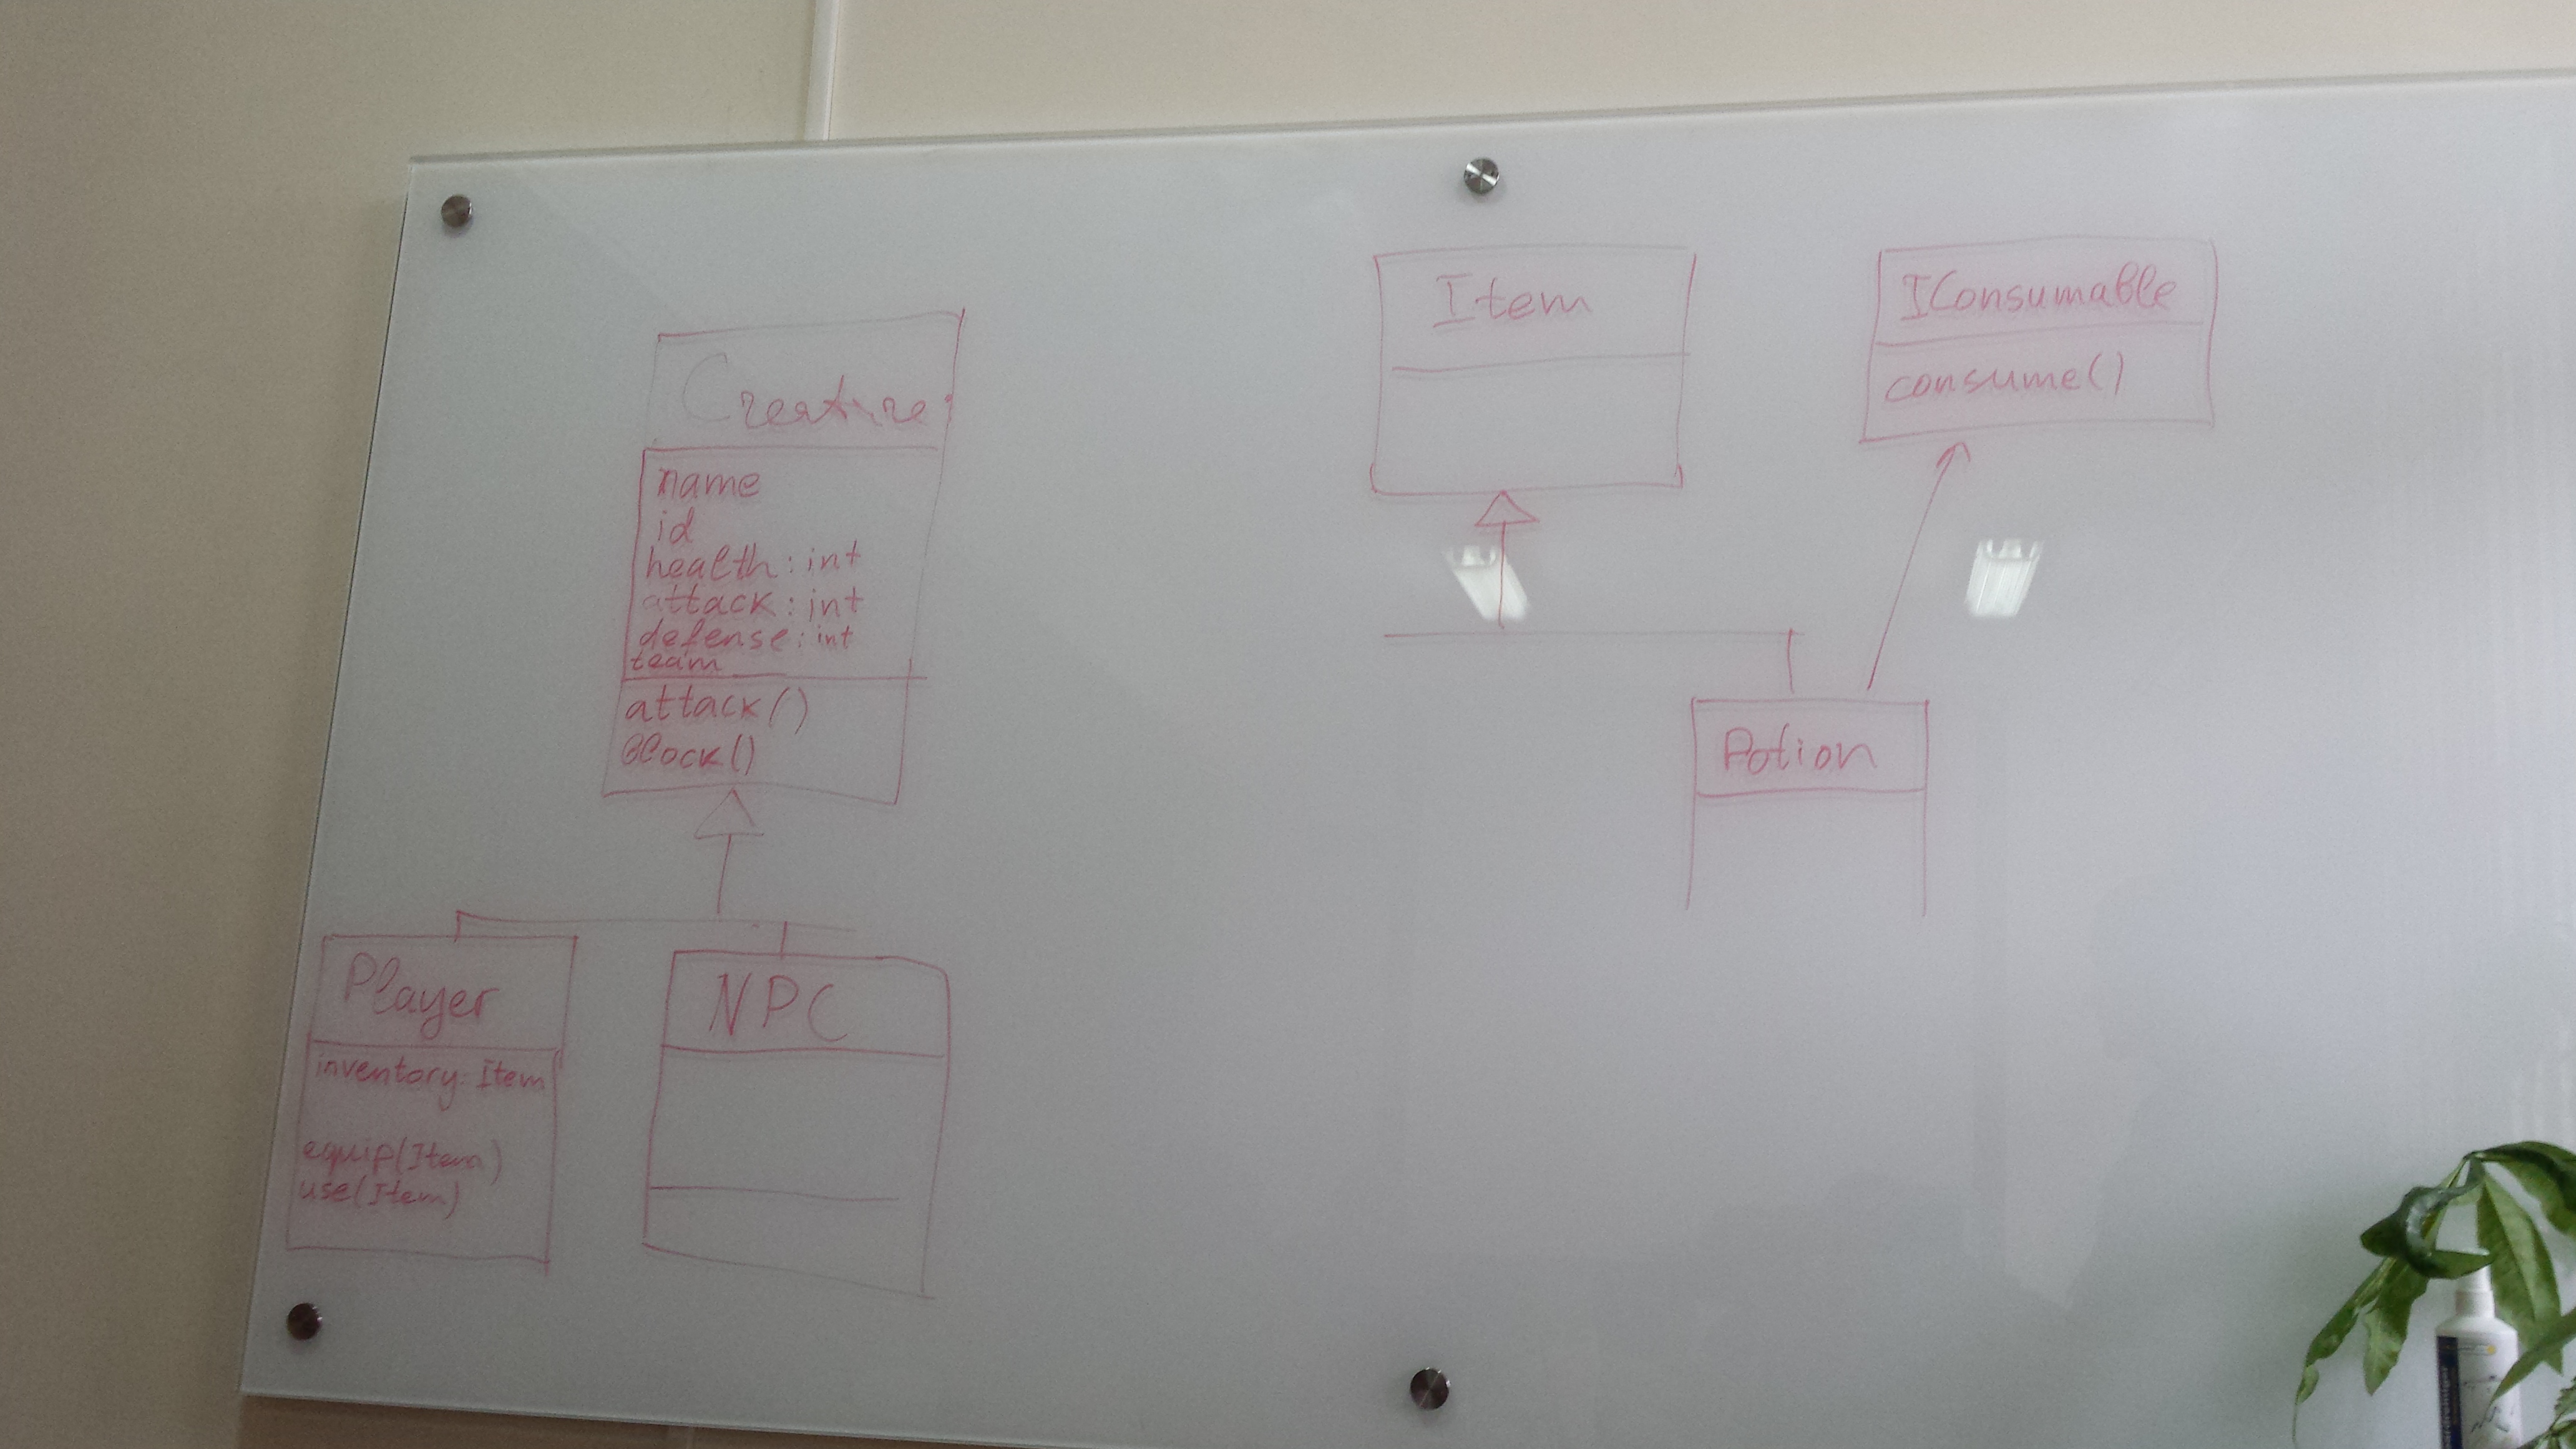 Creature
name
id
health: int
attack: int
defense: int
team
attack()
block()
Player
inventory: Item
equip(Item)
use(Item)
NPC
Item
IConsumable
consume()
Potion